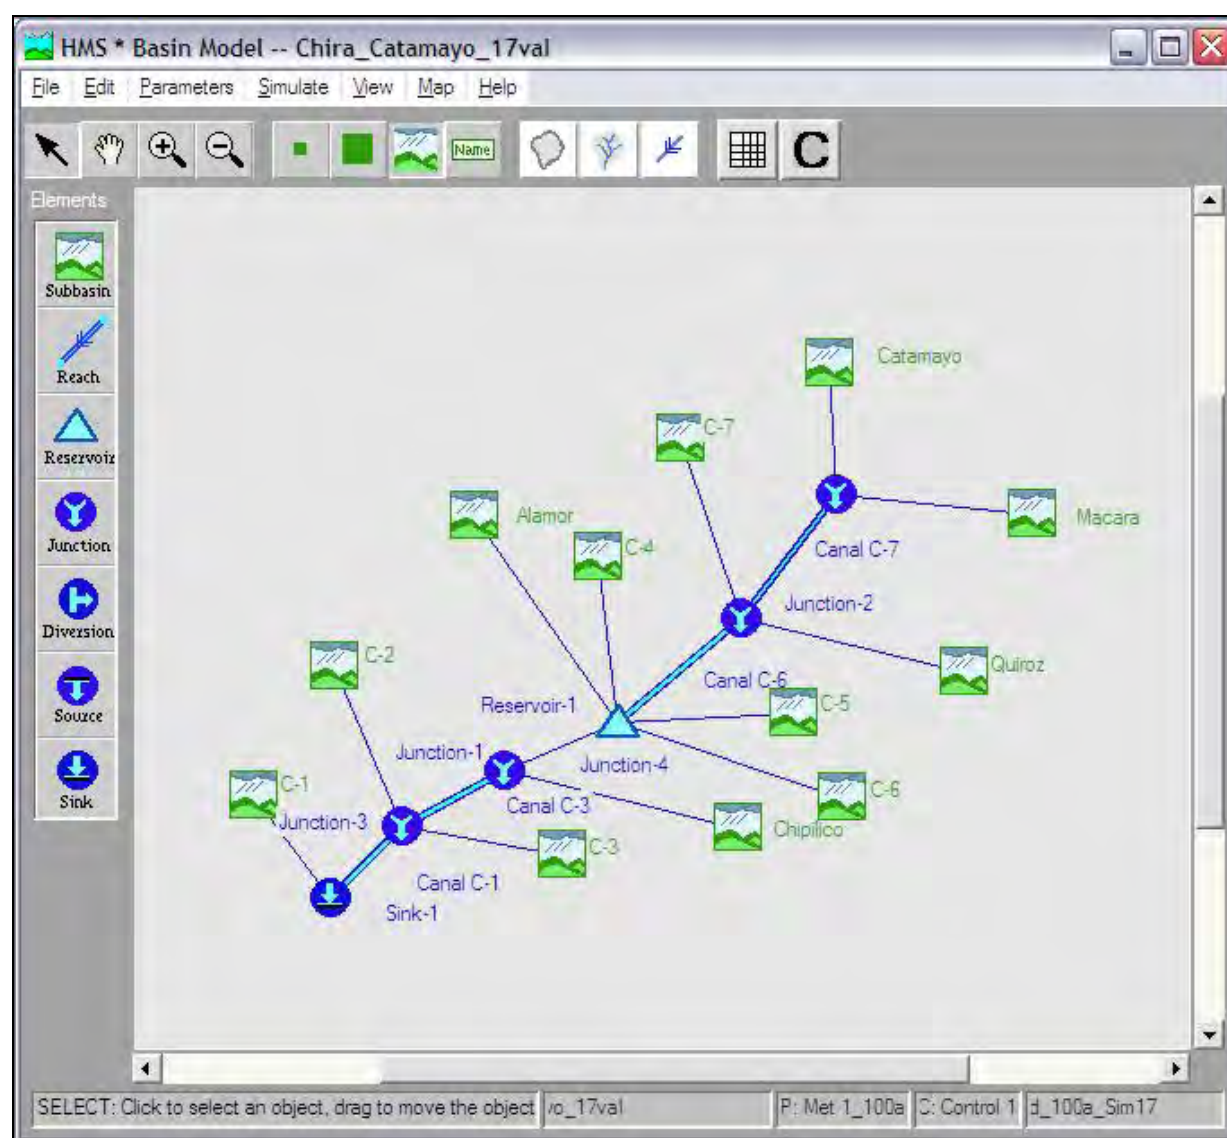 HMS * Basin Model -- Chira_Catamayo_17val
File Edit Parameters Simulate View Map Help
Name
C
Elements
Subbasin
Reach
Reservoir
Junction
Diversion
Source
Sink
Catamayo
C-7
Alamor
Macara
C-4
Canal C-7
Junction-2
C-2
Quiroz
Canal C-6
Reservoir-1
C-5
Junction-1
Junction-4
C-1
C-6
Canal C-3
Junction-3
Chipilico
C-3
Canal C-1
Sink-1
SELECT: Click to select an object, drag to move the object /o_17val P: Met 1_100a C: Control 1 d_100a_Sim17